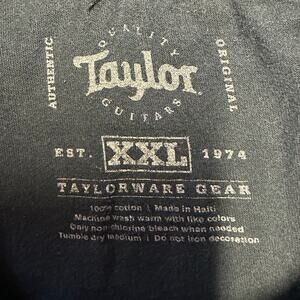 QUALITY
AUTHENTIC
Taylor
ORIGINAL
GUITARS
EST. XXL 1974
TAYLORWARE GEAR
100% cotton | Made in Haiti
Machine wash warm with like colors
Only non-chlorine bleach when needed
Tumble dry medium | Do not iron decoration